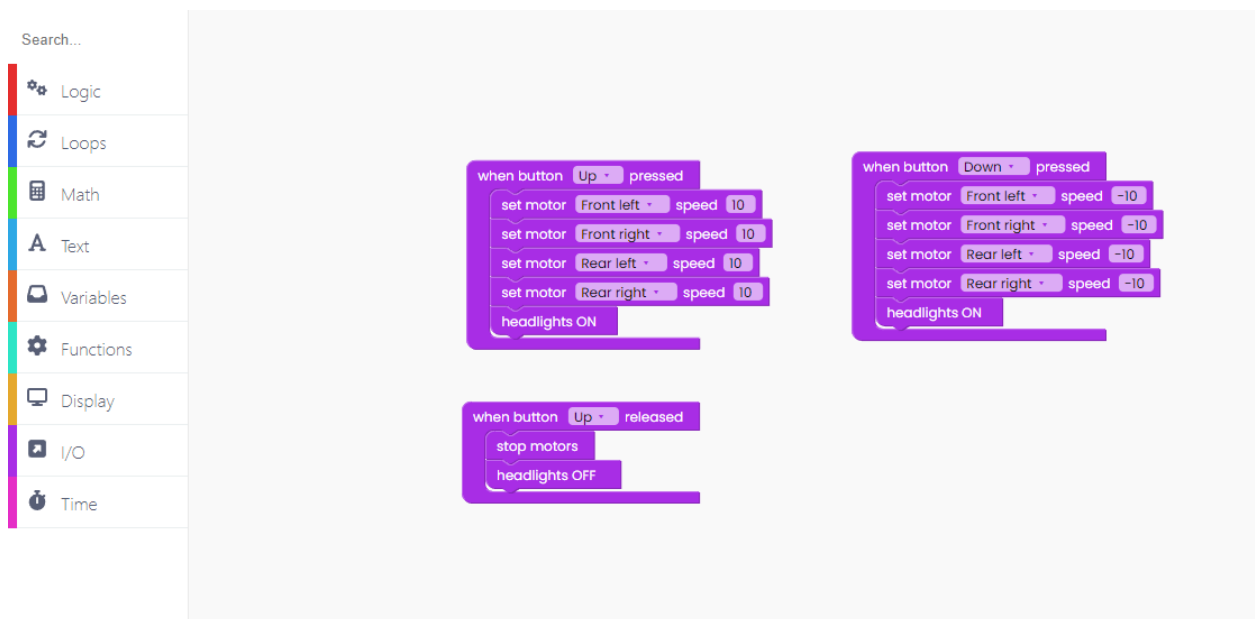 Search...
Logic
Loops
Math
Text
Variables
Functions
Display
I/O
Time
when button Up pressed
set motor Front left speed 10
set motor Front right speed 10
set motor Rear left speed 10
set motor Rear right speed 10
headlights ON
when button Down pressed
set motor Front left speed -10
set motor Front right speed -10
set motor Rear left speed -10
set motor Rear right speed -10
headlights ON
when button Up released
stop motors
headlights OFF